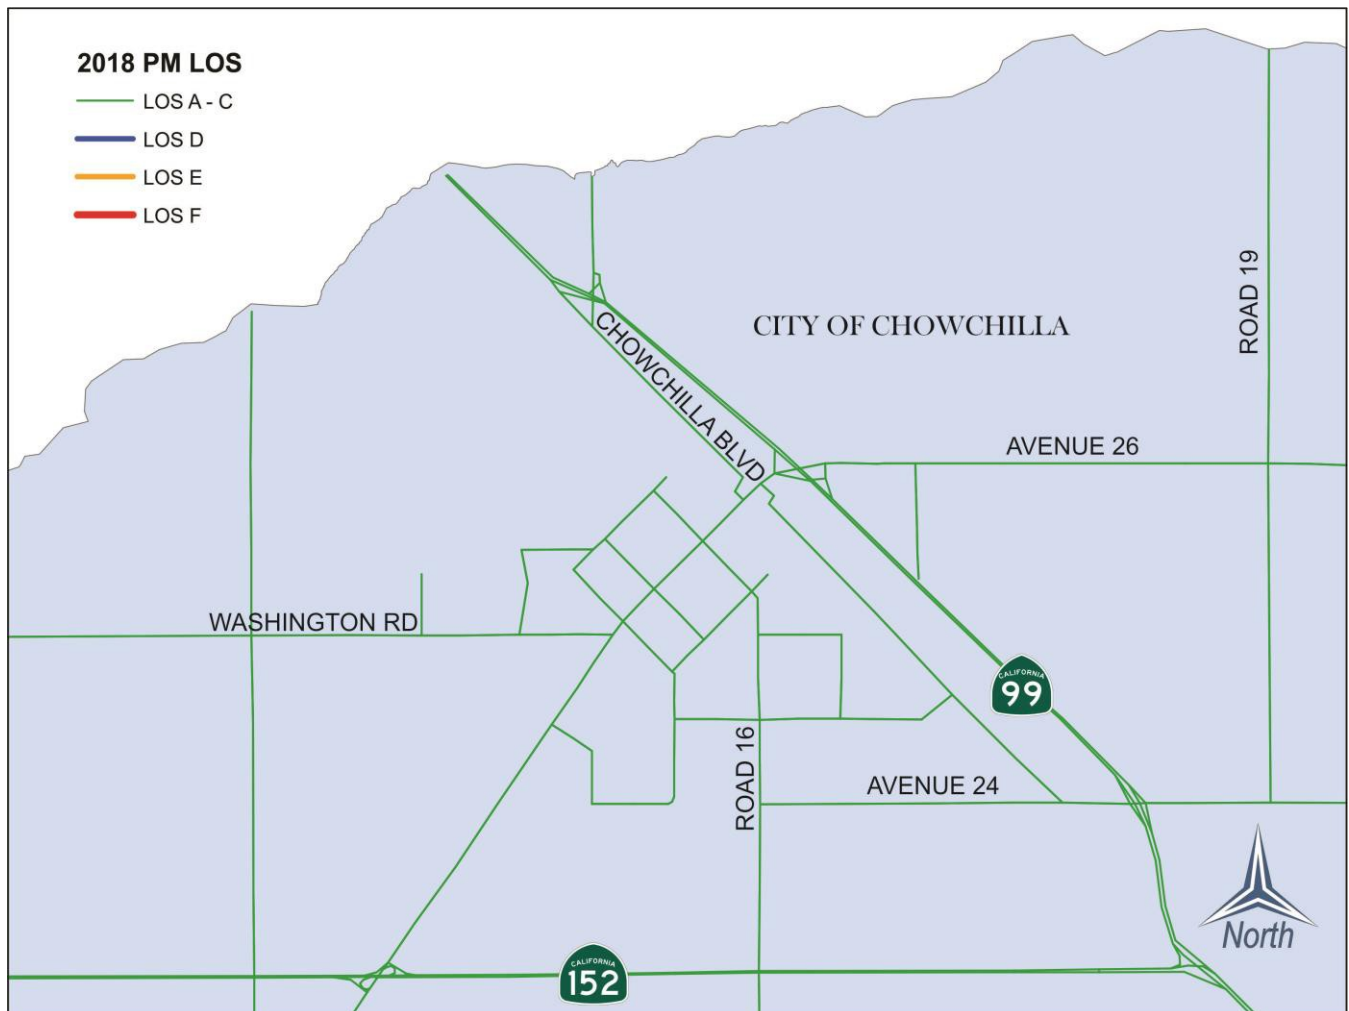 2018 PM LOS
LOS A - C
LOS D
LOS E
LOS F
ROAD 19
CITY OF CHOWCHILLA
CHOWCHILLA BLVD
AVENUE 26
WASHINGTON RD
CALIFORNIA
99
ROAD 16
AVENUE 24
North
CALIFORNIA
152